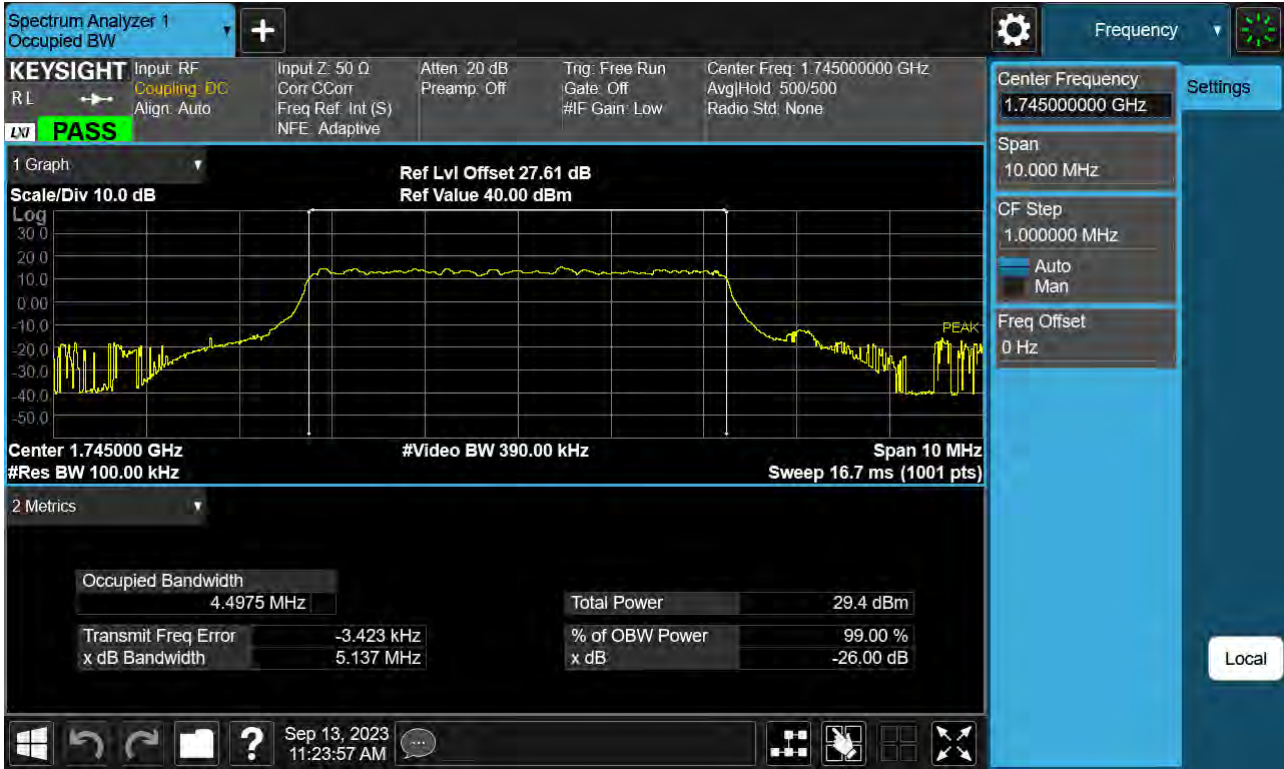 Spectrum Analyzer 1
Occupied BW
Frequency
KEYSIGHT
R L
LXI
PASS
Input: RF
Coupling: DC
Align: Auto
Input Z: 50 Ω
Corr CCorr
Freq Ref: Int (S)
NFE: Adaptive
Atten: 20 dB
Preamp: Off
Trig: Free Run
Gate: Off
#IF Gain: Low
Center Freq: 1.745000000 GHz
Avg|Hold: 500/500
Radio Std: None
Center Frequency
1.745000000 GHz
Settings
Span
10.000 MHz
CF Step
1.000000 MHz
Auto
Man
Freq Offset
0 Hz
Local
1 Graph
Scale/Div 10.0 dB
Ref Lvl Offset 27.61 dB
Ref Value 40.00 dBm
Log
30.0
20.0
10.0
0.00
-10.0
-20.0
-30.0
-40.0
-50.0
PEAK
Center 1.745000 GHz
#Video BW 390.00 kHz
Span 10 MHz
#Res BW 100.00 kHz
Sweep 16.7 ms (1001 pts)
2 Metrics
Occupied Bandwidth
4.4975 MHz
Total Power 29.4 dBm
Transmit Freq Error -3.423 kHz
% of OBW Power 99.00 %
x dB Bandwidth 5.137 MHz
x dB -26.00 dB
?
Sep 13, 2023
11:23:57 AM